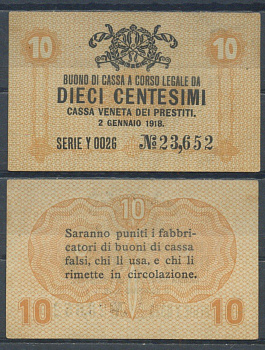 10 10
BUONO DI CASSA A CORSO LEGALE DA
DIECI CENTESIMI
CASSA VENETA DEI PRESTITI.
2 GENNAIO 1918.
SERIE Y 0026 № 23,652
10
Saranno puniti i fabbri-
catori di buoni di cassa
falsi, chi li usa, e chi li
rimette in circolazione.
10 10